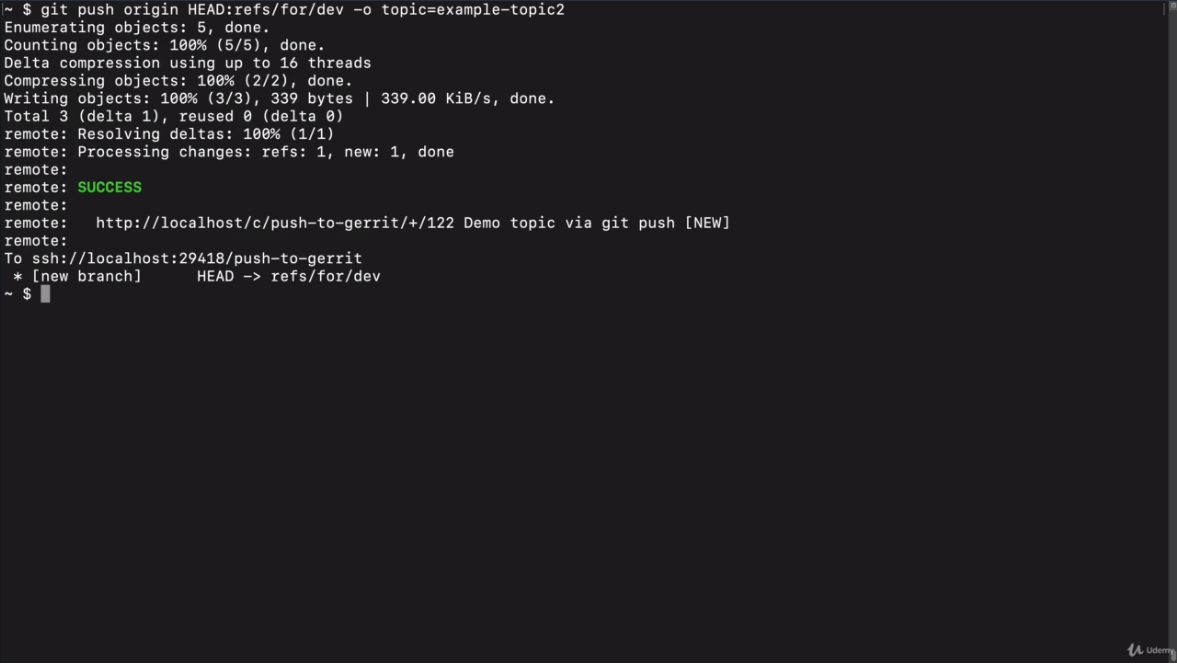 ~ $ git push origin HEAD:refs/for/dev -o topic=example-topic2
Enumerating objects: 5, done.
Counting objects: 100% (5/5), done.
Delta compression using up to 16 threads
Compressing objects: 100% (2/2), done.
Writing objects: 100% (3/3), 339 bytes | 339.00 KiB/s, done.
Total 3 (delta 1), reused 0 (delta 0)
remote: Resolving deltas: 100% (1/1)
remote: Processing changes: refs: 1, new: 1, done
remote:
remote: SUCCESS
remote:
remote:   http://localhost/c/push-to-gerrit/+/122 Demo topic via git push [NEW]
remote:
To ssh://localhost:29418/push-to-gerrit
 * [new branch]      HEAD -> refs/for/dev
~ $
Udemy